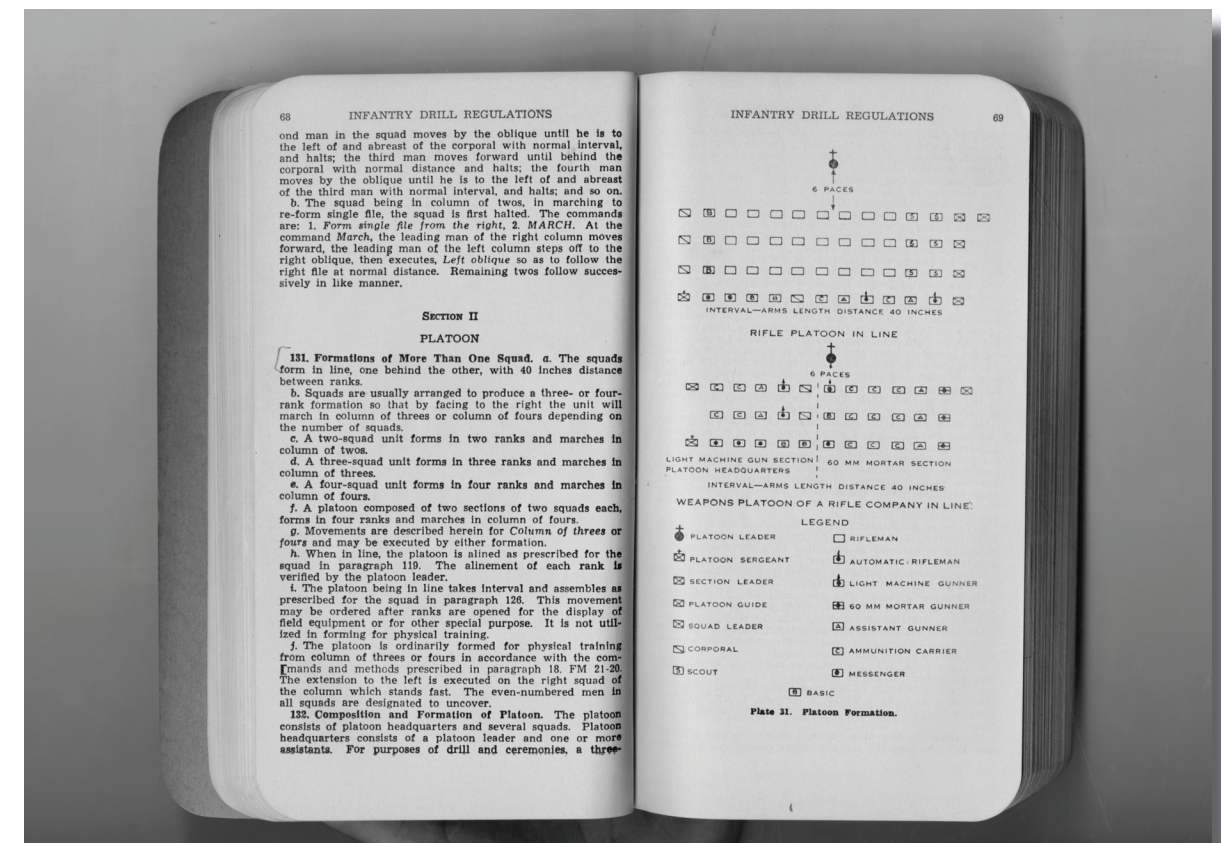 68 INFANTRY DRILL REGULATIONS
ond man in the squad moves by the oblique until he is to
the left of and abreast of the corporal with normal interval,
and halts; the third man moves forward until behind the
corporal with normal distance and halts; the fourth man
moves by the oblique until he is to the left of and abreast
of the third man with normal interval, and halts; and so on.
b. The squad being in column of twos, in marching to
re-form single file, the squad is first halted. The commands
are: 1. Form single file from the right, 2. MARCH. At the
command March, the leading man of the right column moves
forward, the leading man of the left column steps off to the
right oblique, then executes, Left oblique so as to follow the
right file at normal distance. Remaining twos follow succes-
sively in like manner.
SECTION II
PLATOON
131. Formations of More Than One Squad. a. The squads
form in line, one behind the other, with 40 inches distance
between ranks.
b. Squads are usually arranged to produce a three- or four-
rank formation so that by facing to the right the unit will
march in column of threes or column of fours depending on
the number of squads.
c. A two-squad unit forms in two ranks and marches in
column of twos.
d. A three-squad unit forms in three ranks and marches in
column of threes.
e. A four-squad unit forms in four ranks and marches in
column of fours.
f. A platoon composed of two sections of two squads each,
forms in four ranks and marches in column of fours.
g. Movements are described herein for Column of threes or
fours and may be executed by either formation.
h. When in line, the platoon is alined as prescribed for the
squad in paragraph 119. The alinement of each rank is
verified by the platoon leader.
i. The platoon being in line takes interval and assembles as
prescribed for the squad in paragraph 126. This movement
may be ordered after ranks are opened for the display of
field equipment or for other special purpose. It is not util-
ized in forming for physical training.
j. The platoon is ordinarily formed for physical training
from column of threes or fours in accordance with the com-
mands and methods prescribed in paragraph 18, FM 21-20.
The extension to the left is executed on the right squad of
the column which stands fast. The even-numbered men in
all squads are designated to uncover.
132. Composition and Formation of Platoon. The platoon
consists of platoon headquarters and several squads. Platoon
headquarters consists of a platoon leader and one or more
assistants. For purposes of drill and ceremonies, a three-
INFANTRY DRILL REGULATIONS 69
6 PACES
B S S
B S S
B S S
B B C A C A
INTERVAL—ARMS LENGTH DISTANCE 40 INCHES
RIFLE PLATOON IN LINE
6 PACES
C C A B C C C A
C C A B C C C A
B B C C C A
LIGHT MACHINE GUN SECTION 60 MM MORTAR SECTION
PLATOON HEADQUARTERS
INTERVAL—ARMS LENGTH DISTANCE 40 INCHES
WEAPONS PLATOON OF A RIFLE COMPANY IN LINE.
LEGEND
PLATOON LEADER RIFLEMAN
PLATOON SERGEANT AUTOMATIC RIFLEMAN
SECTION LEADER LIGHT MACHINE GUNNER
PLATOON GUIDE 60 MM MORTAR GUNNER
SQUAD LEADER A ASSISTANT GUNNER
CORPORAL C AMMUNITION CARRIER
S SCOUT MESSENGER
B BASIC
Plate 31. Platoon Formation.